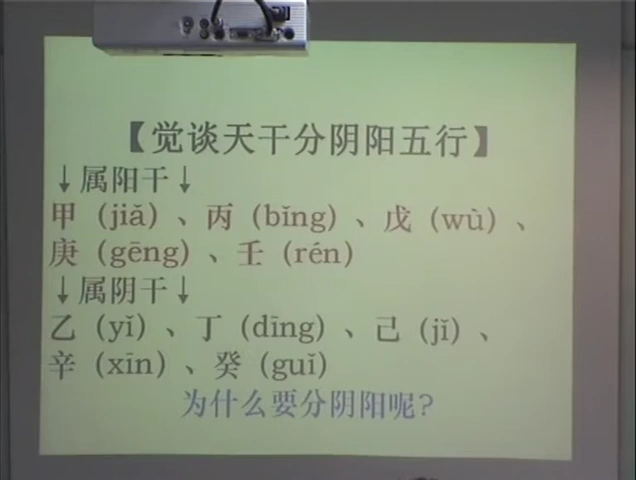 【觉谈天干分阴阳五行】
↓属阳干↓
甲（jiǎ）、丙（bǐng）、戊（wù）、
庚（gēng）、壬（rén）
↓属阴干↓
乙（yǐ）、丁（dīng）、己（jǐ）、
辛（xīn）、癸（guǐ）
为什么要分阴阳呢？